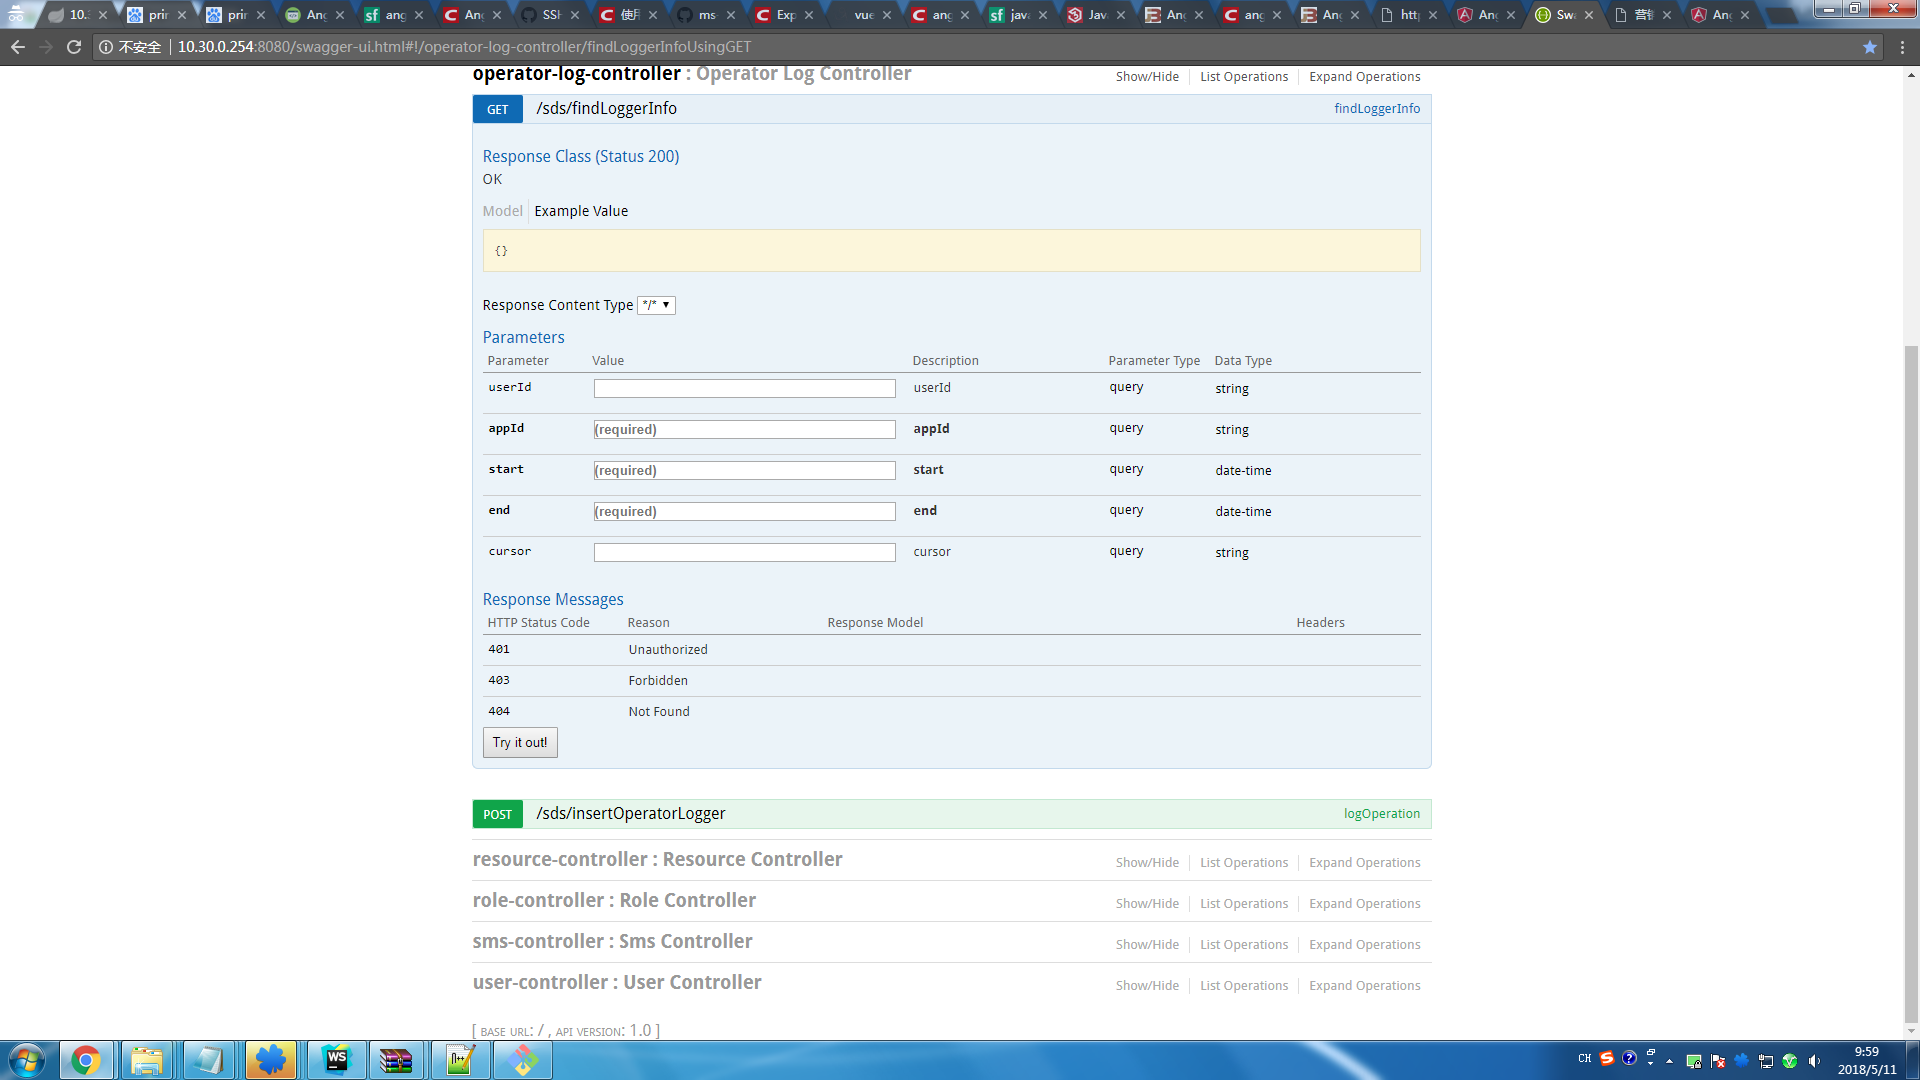 10.:
prin
prin
Ang
ang
Ang
SSH
使用
ms-
Exp
vue
ang
java
Java
Ang
ang
Ang
http
Ang
Swa
营销
Ang
不安全 10.30.0.254:8080/swagger-ui.html#!/operator-log-controller/findLoggerInfoUsingGET
operator-log-controller : Operator Log Controller Show/Hide List Operations Expand Operations
GET /sds/findLoggerInfo findLoggerInfo
Response Class (Status 200)
OK
Model Example Value
{}
Response Content Type */*
Parameters
Parameter Value Description Parameter Type Data Type
userId userId query string
appId (required) appId query string
start (required) start query date-time
end (required) end query date-time
cursor cursor query string
Response Messages
HTTP Status Code Reason Response Model Headers
401 Unauthorized
403 Forbidden
404 Not Found
Try it out!
POST /sds/insertOperatorLogger logOperation
resource-controller : Resource Controller Show/Hide List Operations Expand Operations
role-controller : Role Controller Show/Hide List Operations Expand Operations
sms-controller : Sms Controller Show/Hide List Operations Expand Operations
user-controller : User Controller Show/Hide List Operations Expand Operations
[ BASE URL: / , API VERSION: 1.0 ]
WS
CH
9:59
2018/5/11